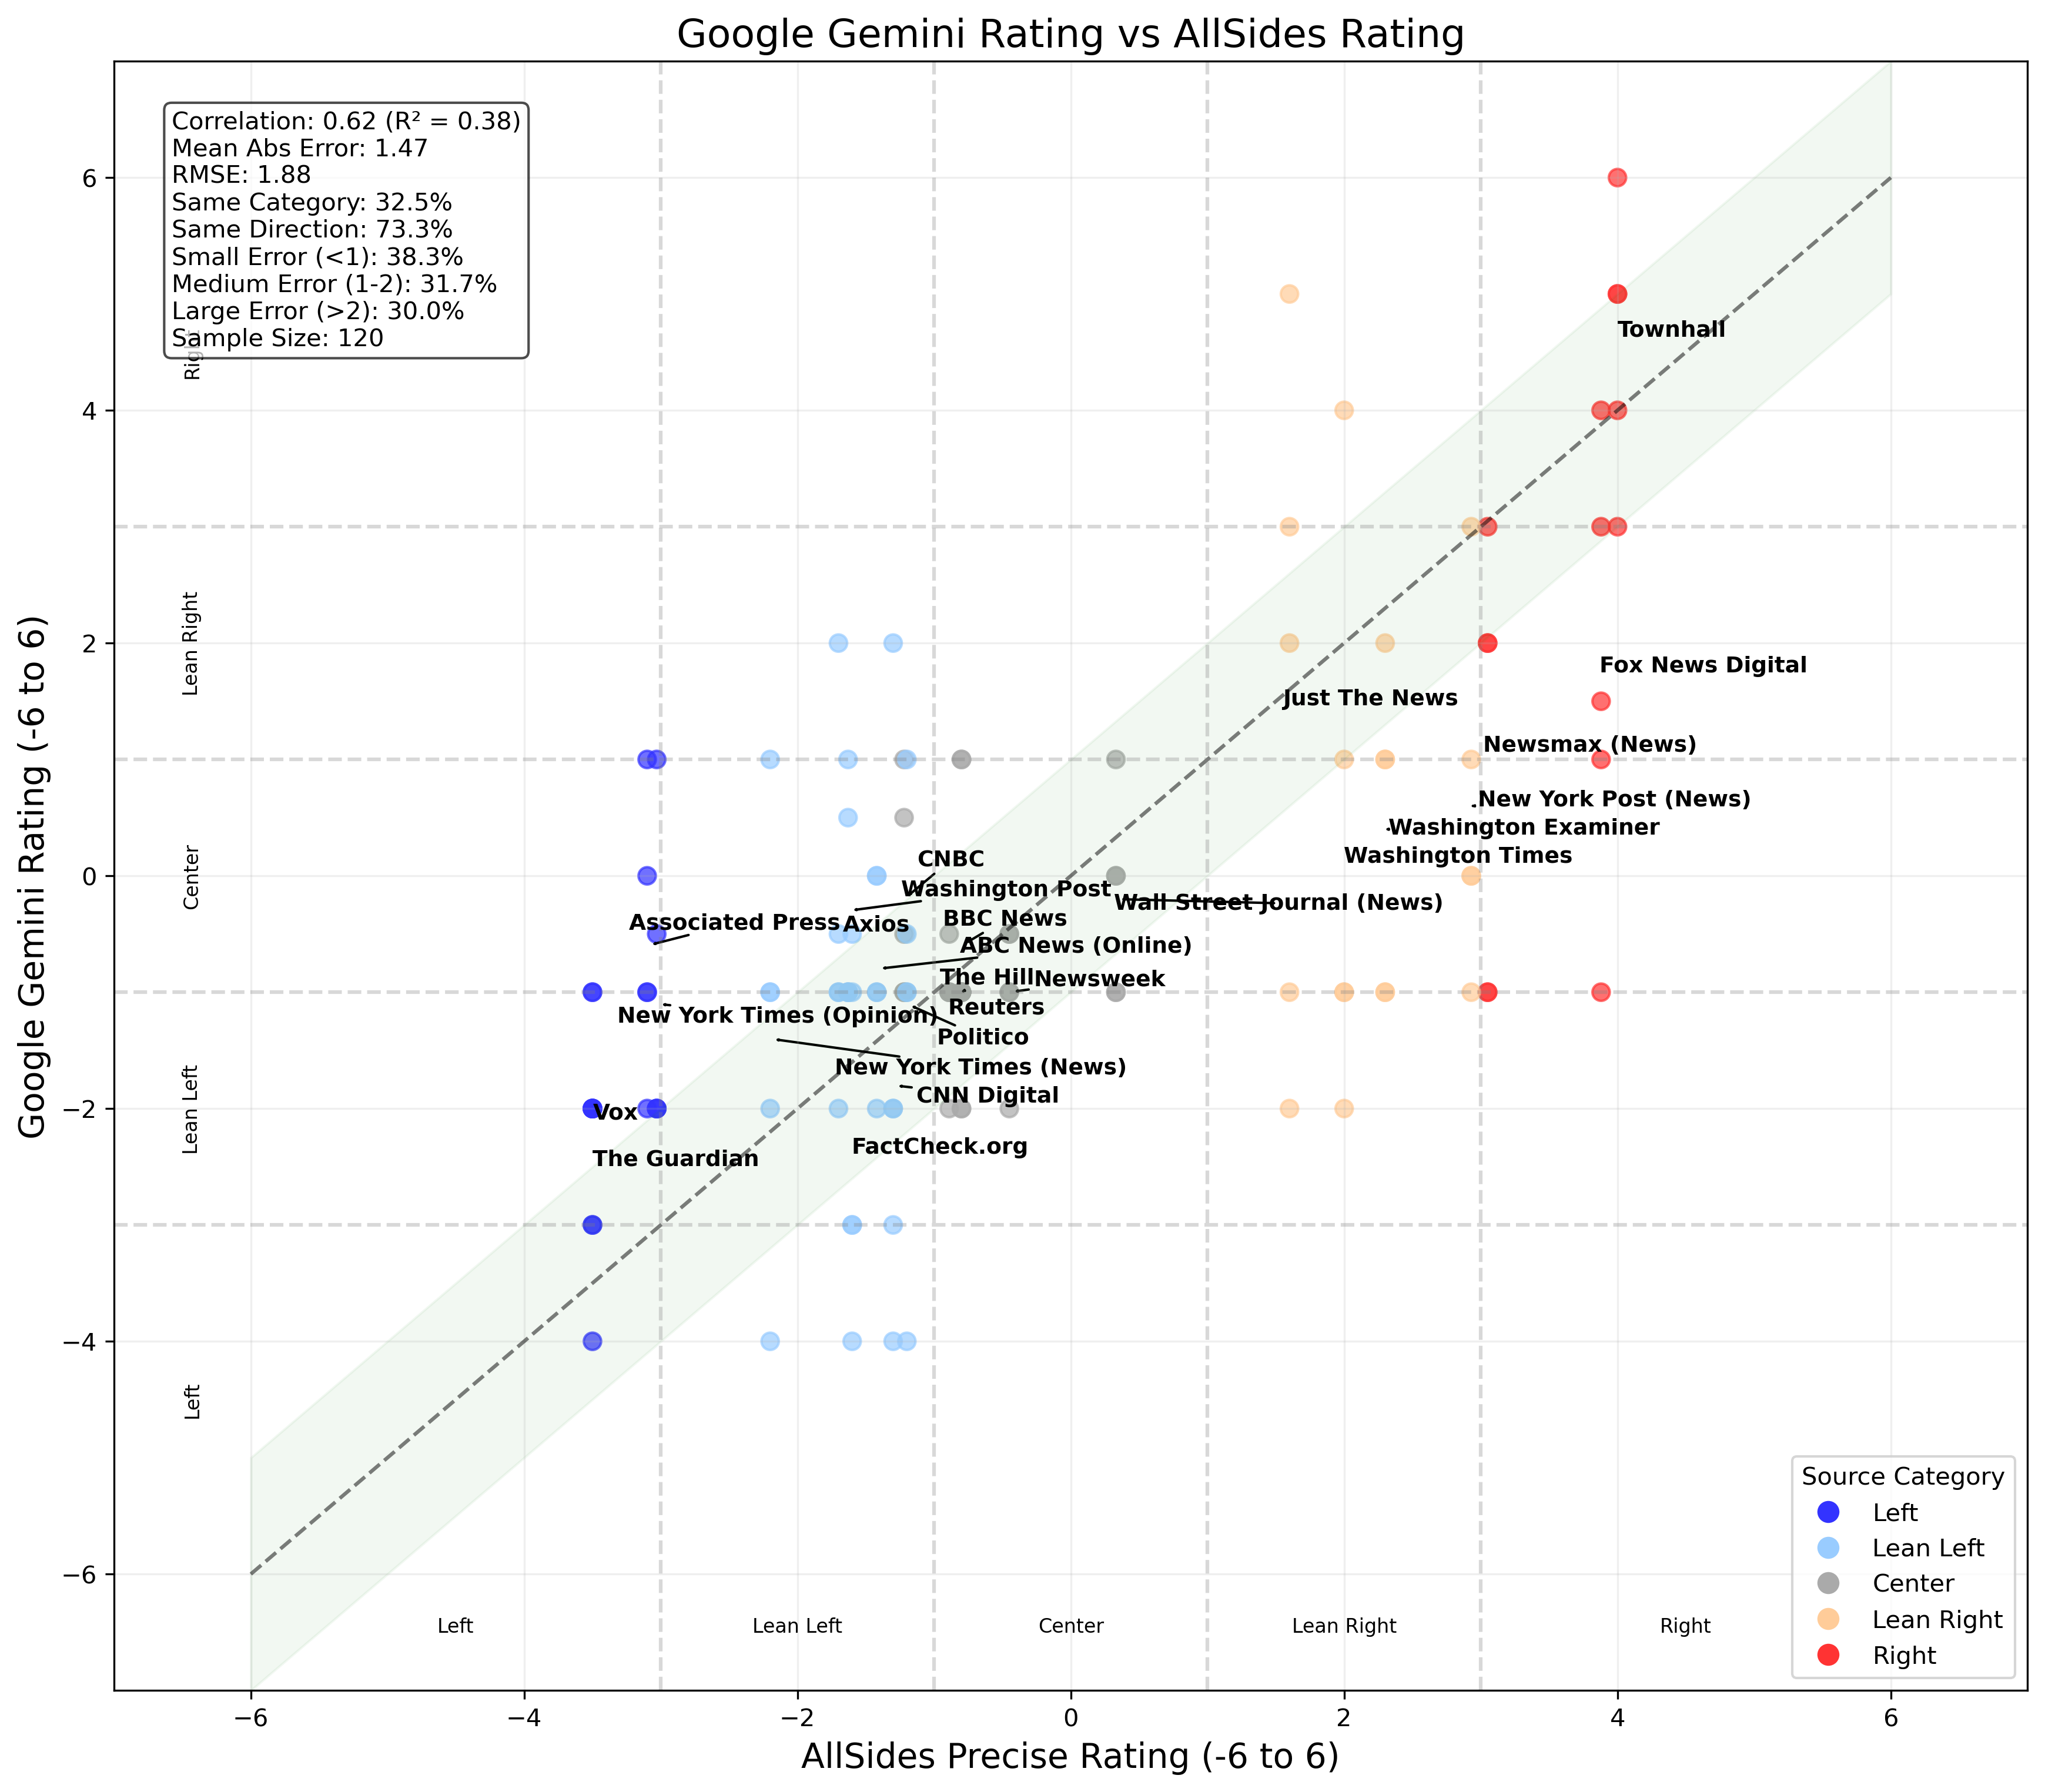 Google Gemini Rating vs AllSides Rating
Correlation: 0.62 (R² = 0.38)
Mean Abs Error: 1.47
RMSE: 1.88
Same Category: 32.5%
Same Direction: 73.3%
Small Error (<1): 38.3%
Medium Error (1-2): 31.7%
Large Error (>2): 30.0%
Sample Size: 120
Google Gemini Rating (-6 to 6)
6
4
2
0
−2
−4
−6
Right
Lean Right
Center
Lean Left
Left
Townhall
Fox News Digital
Just The News
Newsmax (News)
New York Post (News)
Washington Examiner
Washington Times
CNBC
Washington Post
Wall Street Journal (News)
Associated Press
Axios
BBC News
ABC News (Online)
The Hill
Newsweek
Reuters
New York Times (Opinion)
Politico
New York Times (News)
CNN Digital
Vox
FactCheck.org
The Guardian
Source Category
Left
Lean Left
Center
Lean Right
Right
Left
Lean Left
Center
Lean Right
Right
−6
−4
−2
0
2
4
6
AllSides Precise Rating (-6 to 6)